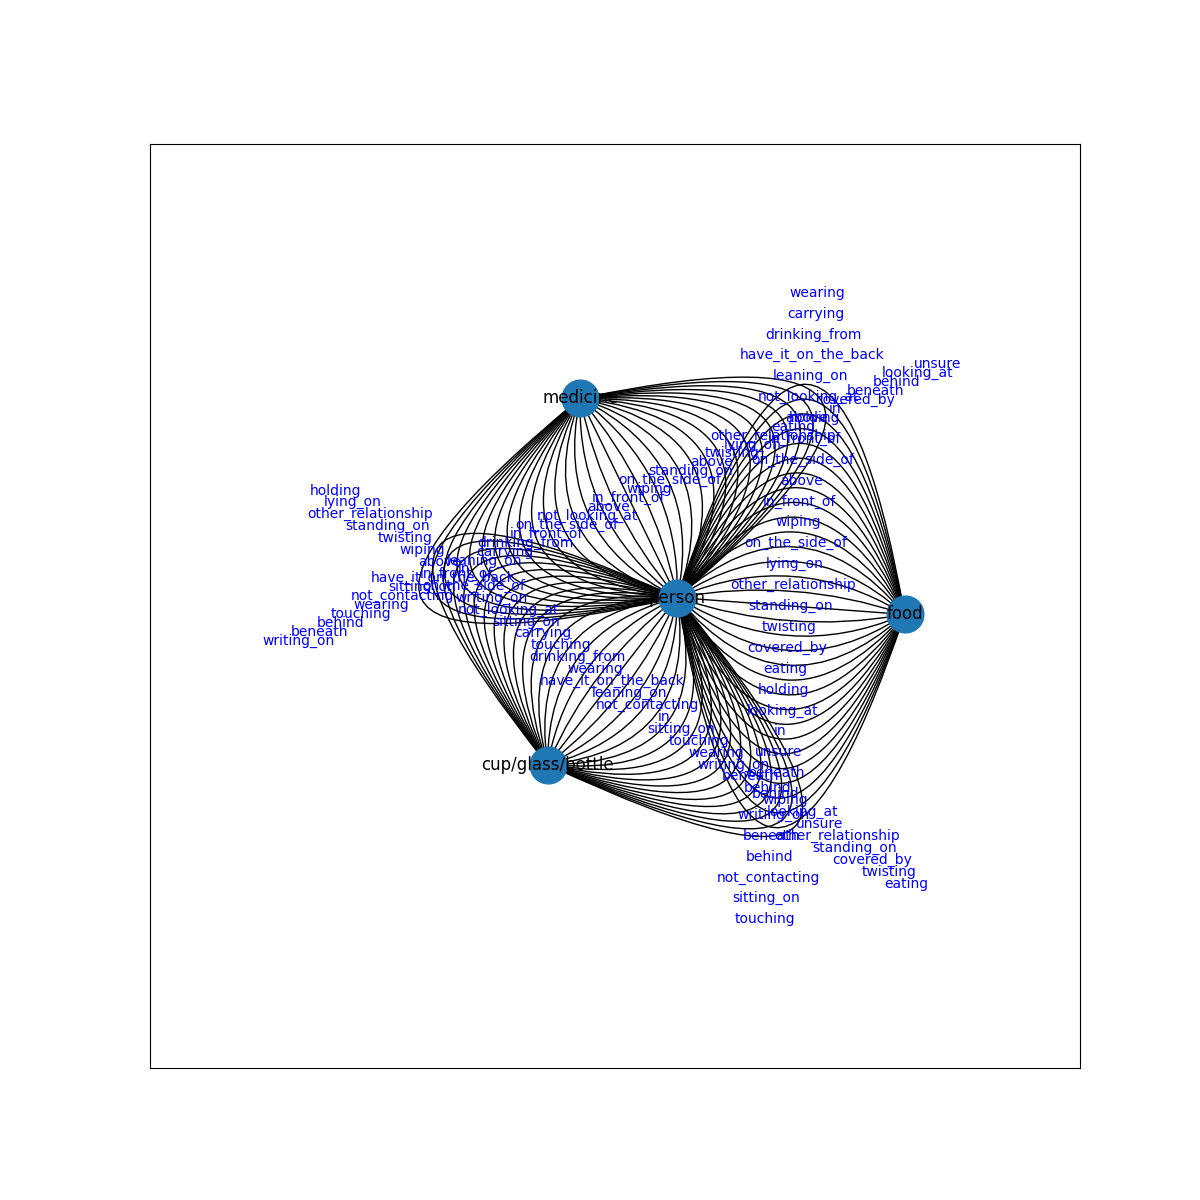 wearing
carrying
drinking_from
have_it_on_the_back
unsure
looking_at
leaning_on
behind
beneath
not_looking_at
covered_by
medicine
in
above
holding
eating
other_relationship
in_front_of
lying_on
twisting
on_the_side_of
above
standing_on
on_the_side_of
above
wiping
holding
in_front_of
in_front_of
lying_on
above
other_relationship
not_looking_at
wiping
standing_on
on_the_side_of
in_front_of
twisting
drinking_from
on_the_side_of
wiping
carrying
above
leaning_on
lying_on
in_front_of
have_it_on_the_back
other_relationship
sitting_on
on_the_side_of
not_contacting
writing_on
person
wearing
standing_on
not_looking_at
touching
food
behind
sitting_on
twisting
beneath
carrying
writing_on
touching
covered_by
drinking_from
wearing
eating
have_it_on_the_back
leaning_on
holding
not_contacting
looking_at
in
sitting_on
in
touching
wearing
unsure
writing_on
cup/glass/bottle
beneath
beneath
behind
behind
wiping
looking_at
writing_on
unsure
beneath
other_relationship
standing_on
behind
covered_by
twisting
not_contacting
eating
sitting_on
touching